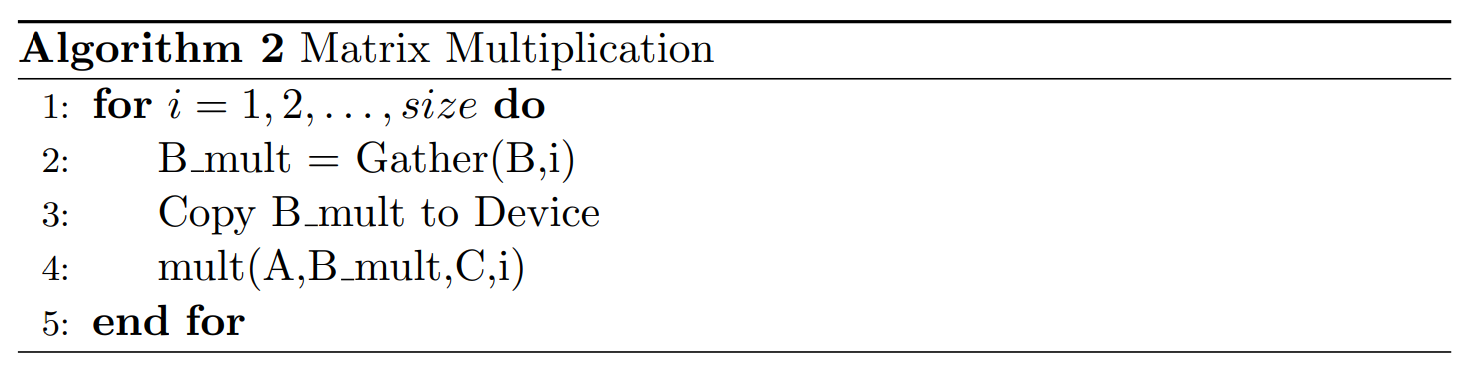 Algorithm 2 Matrix Multiplication
1: for i = 1, 2, . . . , size do
2: B_mult = Gather(B,i)
3: Copy B_mult to Device
4: mult(A,B_mult,C,i)
5: end for